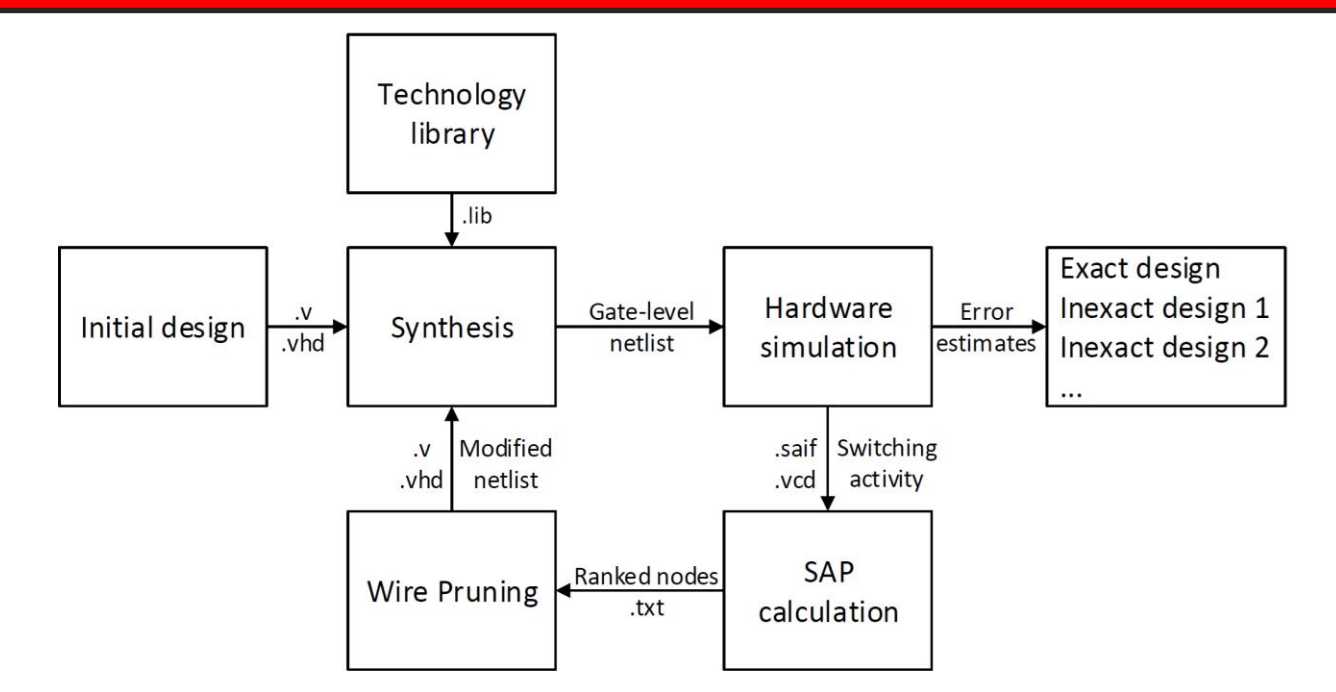 Technology
library
.lib
Initial design
.v
.vhd
Synthesis
Gate-level
netlist
Hardware
simulation
Error
estimates
Exact design
Inexact design 1
Inexact design 2
...
.v
.vhd
Modified
netlist
.saif
.vcd
Switching
activity
Wire Pruning
Ranked nodes
.txt
SAP
calculation